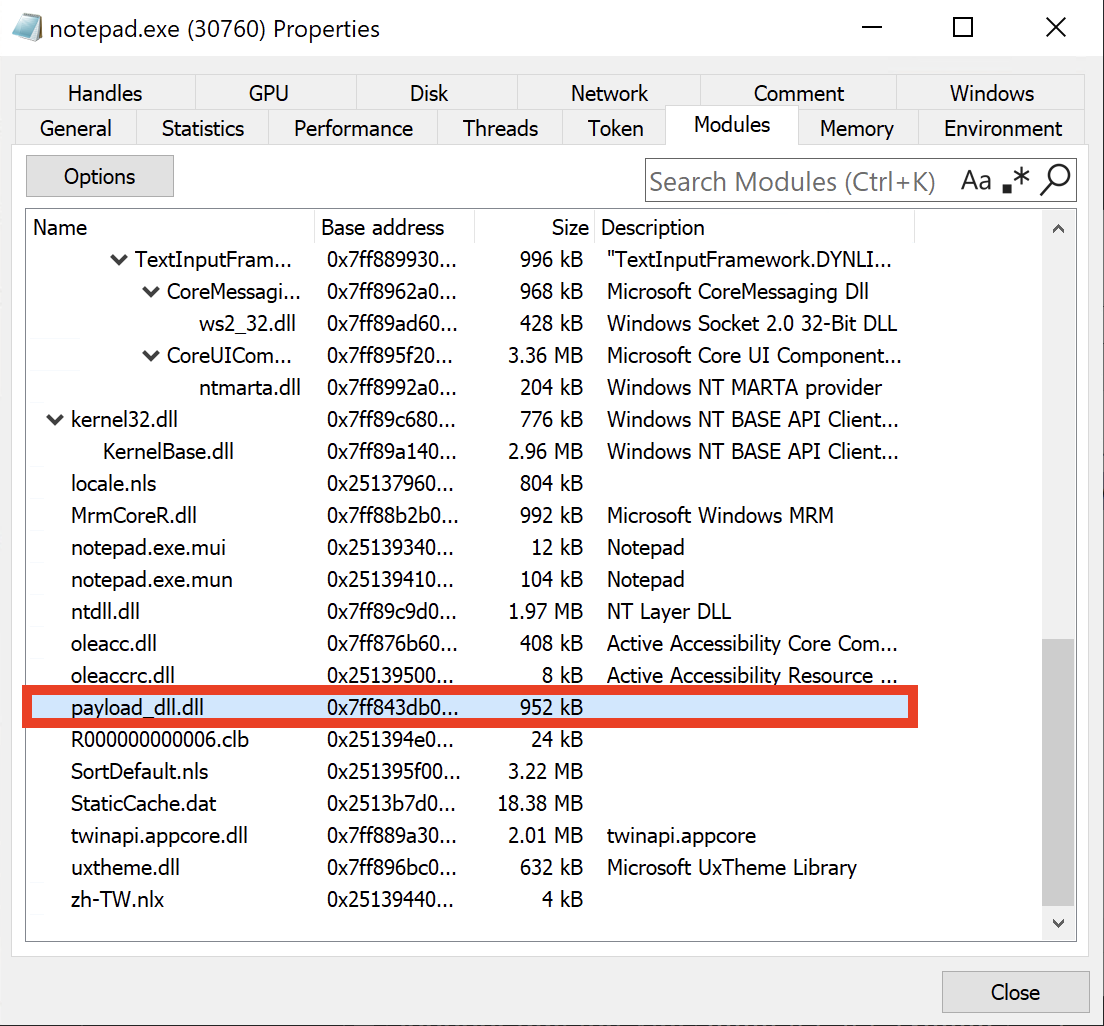 notepad.exe (30760) Properties
Handles GPU Disk Network Comment Windows
General Statistics Performance Threads Token Modules Memory Environment
Options Search Modules (Ctrl+K) Aa .*
Name Base address Size Description
TextInputFram... 0x7ff889930... 996 kB "TextInputFramework.DYNLI...
CoreMessagi... 0x7ff8962a0... 968 kB Microsoft CoreMessaging Dll
ws2_32.dll 0x7ff89ad60... 428 kB Windows Socket 2.0 32-Bit DLL
CoreUICom... 0x7ff895f20... 3.36 MB Microsoft Core UI Component...
ntmarta.dll 0x7ff8992a0... 204 kB Windows NT MARTA provider
kernel32.dll 0x7ff89c680... 776 kB Windows NT BASE API Client...
KernelBase.dll 0x7ff89a140... 2.96 MB Windows NT BASE API Client...
locale.nls 0x25137960... 804 kB
MrmCoreR.dll 0x7ff88b2b0... 992 kB Microsoft Windows MRM
notepad.exe.mui 0x25139340... 12 kB Notepad
notepad.exe.mun 0x25139410... 104 kB Notepad
ntdll.dll 0x7ff89c9d0... 1.97 MB NT Layer DLL
oleacc.dll 0x7ff876b60... 408 kB Active Accessibility Core Com...
oleaccrc.dll 0x25139500... 8 kB Active Accessibility Resource ...
payload_dll.dll 0x7ff843db0... 952 kB
R000000000006.clb 0x251394e0... 24 kB
SortDefault.nls 0x251395f00... 3.22 MB
StaticCache.dat 0x2513b7d0... 18.38 MB
twinapi.appcore.dll 0x7ff889a30... 2.01 MB twinapi.appcore
uxtheme.dll 0x7ff896bc0... 632 kB Microsoft UxTheme Library
zh-TW.nlx 0x25139440... 4 kB
Close